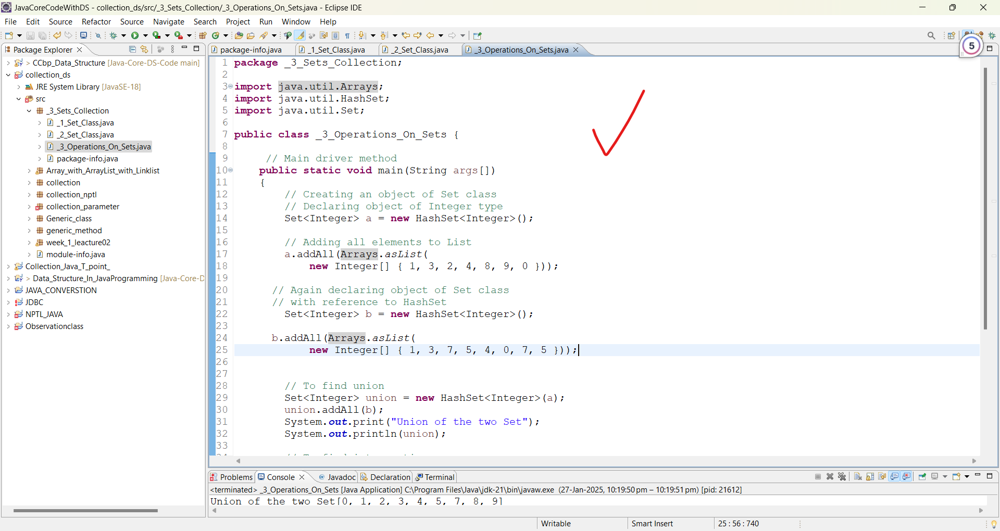 JavaCoreCodeWithDS - collection_ds/src/_3_Sets_Collection/_3_Operations_On_Sets.java - Eclipse IDE
File Edit Source Refactor Source Navigate Search Project Run Window Help
5
Package Explorer
> CCbp_Data_Structure [Java-Core-DS-Code main]
collection_ds
JRE System Library [JavaSE-18]
src
_3_Sets_Collection
_1_Set_Class.java
_2_Set_Class.java
_3_Operations_On_Sets.java
package-info.java
Array_with_ArrayList_with_Linklist
collection
collection_nptl
collection_parameter
Generic_class
generic_method
week_1_leacture02
module-info.java
Collection_Java_T_point_
> Data_Structure_In_JavaProgramming [Java-Core-D
JAVA_CONVERSTION
JDBC
NPTL_JAVA
Observationclass
package-info.java _1_Set_Class.java _2_Set_Class.java _3_Operations_On_Sets.java
1 package _3_Sets_Collection;
2
3 import java.util.Arrays;
4 import java.util.HashSet;
5 import java.util.Set;
6
7 public class _3_Operations_On_Sets {
8
9 // Main driver method
10 public static void main(String args[])
11 {
12 // Creating an object of Set class
13 // Declaring object of Integer type
14 Set<Integer> a = new HashSet<Integer>();
15
16 // Adding all elements to List
17 a.addAll(Arrays.asList(
18 new Integer[] { 1, 3, 2, 4, 8, 9, 0 }));
19
20 // Again declaring object of Set class
21 // with reference to HashSet
22 Set<Integer> b = new HashSet<Integer>();
23
24 b.addAll(Arrays.asList(
25 new Integer[] { 1, 3, 7, 5, 4, 0, 7, 5 }));
26
27
28 // To find union
29 Set<Integer> union = new HashSet<Integer>(a);
30 union.addAll(b);
31 System.out.print("Union of the two Set");
32 System.out.println(union);
33
Problems Console Javadoc Declaration Terminal
<terminated> _3_Operations_On_Sets [Java Application] C:\Program Files\Java\jdk-21\bin\javaw.exe (27-Jan-2025, 10:19:50 pm – 10:19:51 pm) [pid: 21612]
Union of the two Set[0, 1, 2, 3, 4, 5, 7, 8, 9]
Writable Smart Insert 25 : 56 : 740